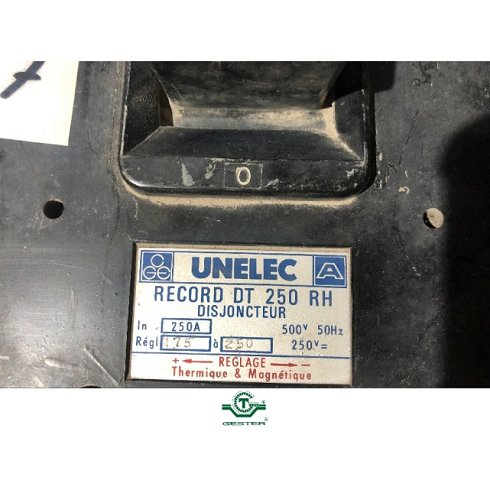 0
CGE UNELEC A
RECORD DT 250 RH
DISJONCTEUR
In 250A 500V 50Hz
Régl 175 à 250 250V=
+ ← REGLAGE → -
Thermique & Magnétique
GESTER